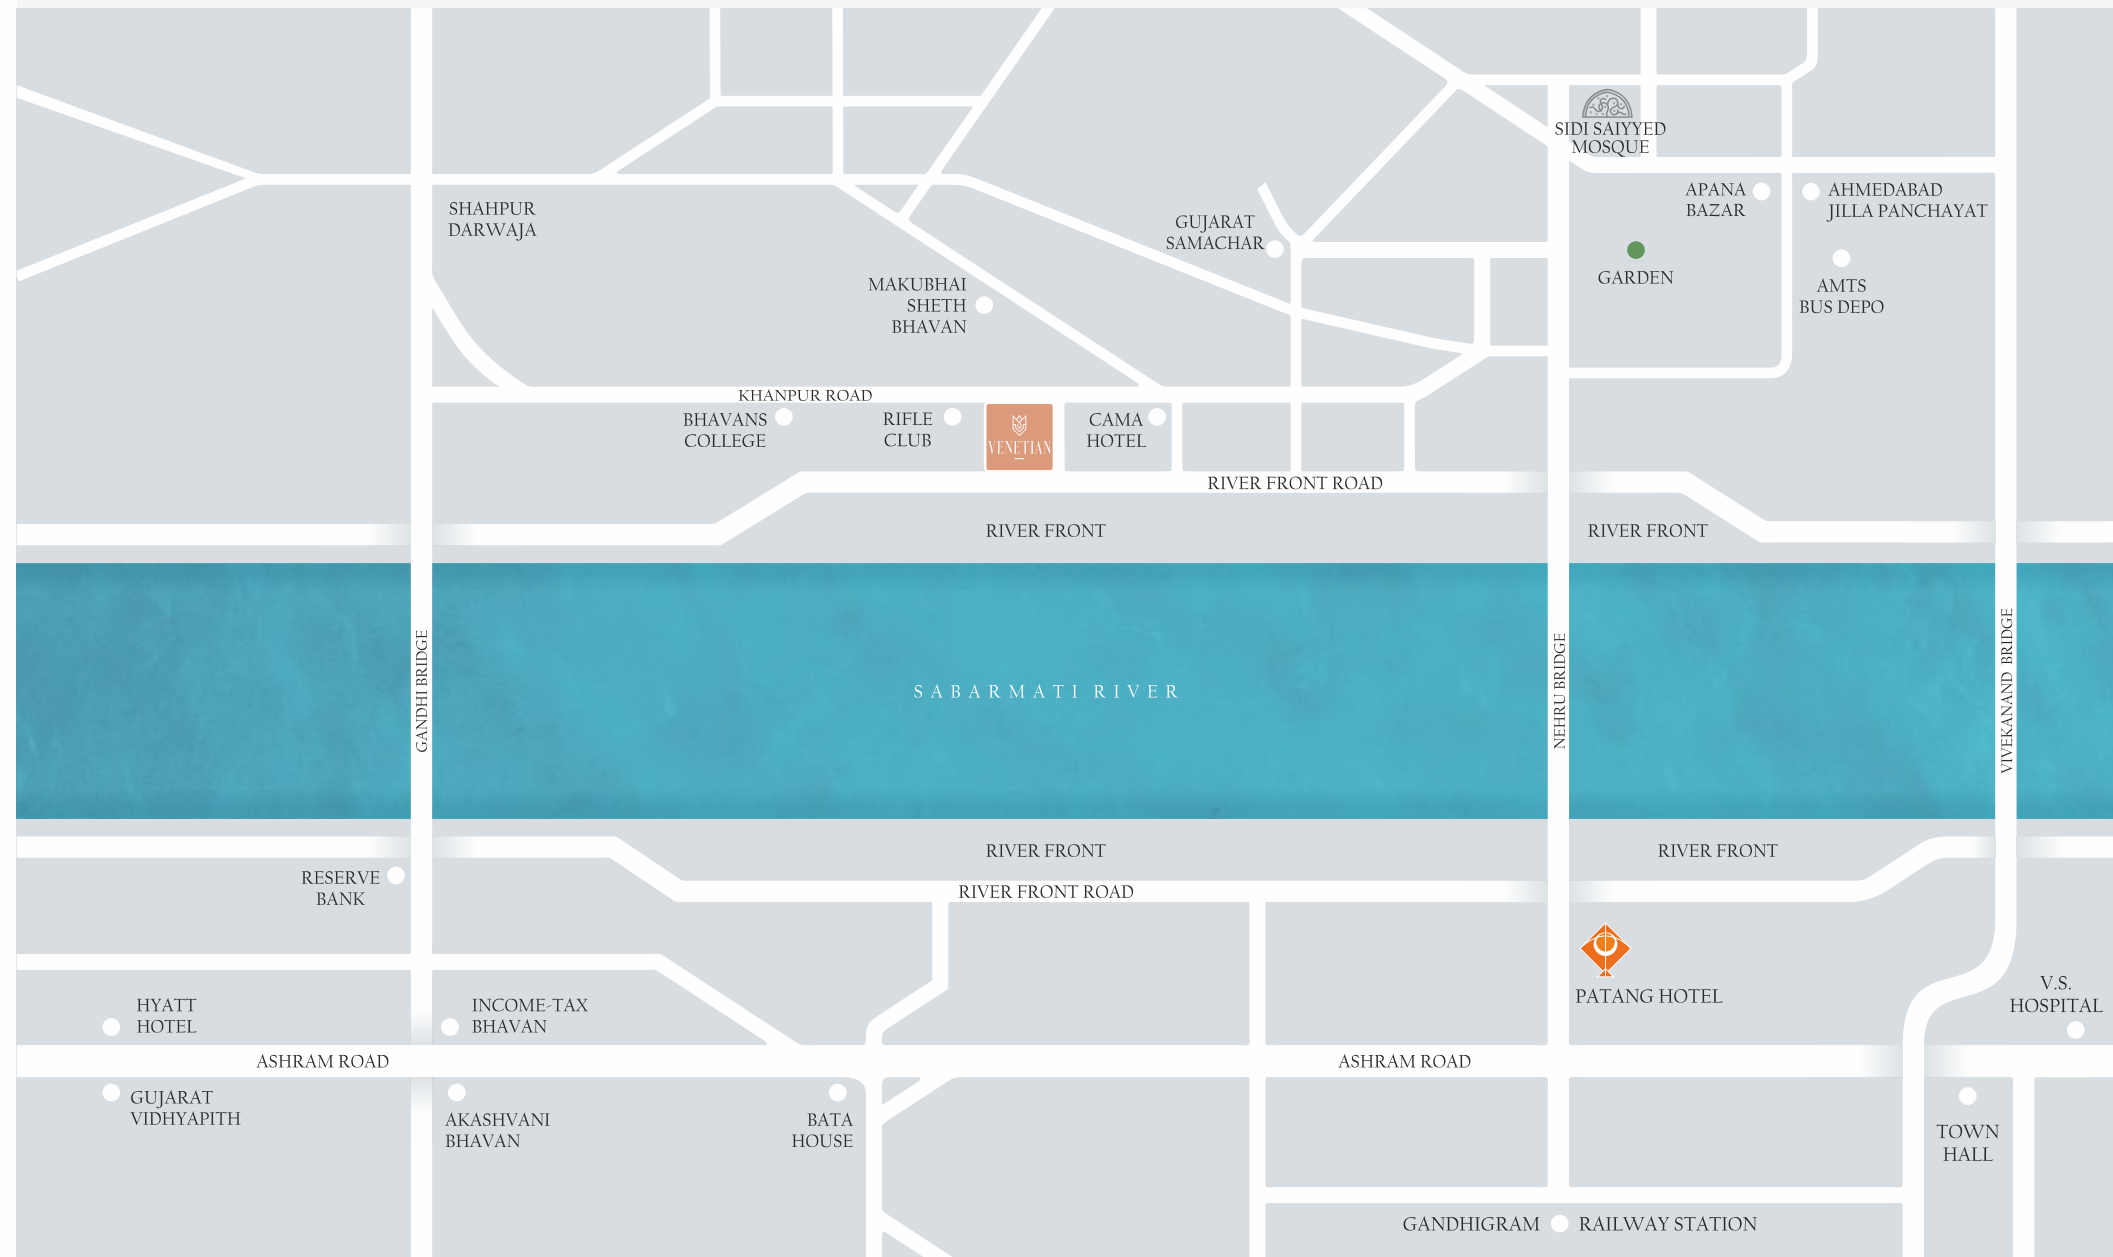 SIDI SAIYYED
MOSQUE
APANA
BAZAR
AHMEDABAD
JILLA PANCHAYAT
SHAHPUR
DARWAJA
GUJARAT
SAMACHAR
GARDEN
AMTS
BUS DEPO
MAKUBHAI
SHETH
BHAVAN
KHANPUR ROAD
BHAVANS
COLLEGE
RIFLE
CLUB
VENETIAN
CAMA
HOTEL
RIVER FRONT ROAD
RIVER FRONT
RIVER FRONT
GANDHI BRIDGE
SABARMATI RIVER
NEHRU BRIDGE
VIVEKANAND BRIDGE
RIVER FRONT
RIVER FRONT
RESERVE
BANK
RIVER FRONT ROAD
PATANG HOTEL
V.S.
HOSPITAL
HYATT
HOTEL
INCOME-TAX
BHAVAN
ASHRAM ROAD
ASHRAM ROAD
GUJARAT
VIDHYAPITH
AKASHVANI
BHAVAN
BATA
HOUSE
TOWN
HALL
GANDHIGRAM RAILWAY STATION